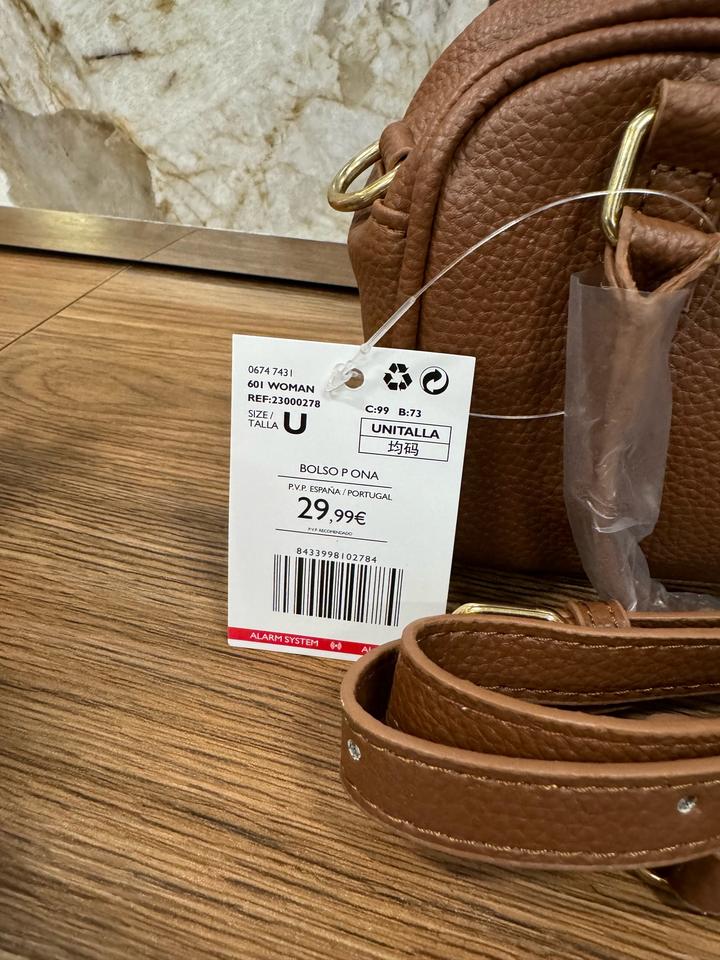 0674 7431
601 WOMAN
REF:23000278
SIZE / TALLA U
C:99 B:73
UNITALLA
均码
BOLSO P ONA
P.V.P. ESPAÑA / PORTUGAL
29,99€
P.V.P. RECOMENDADO
8433998102784
ALARM SYSTEM